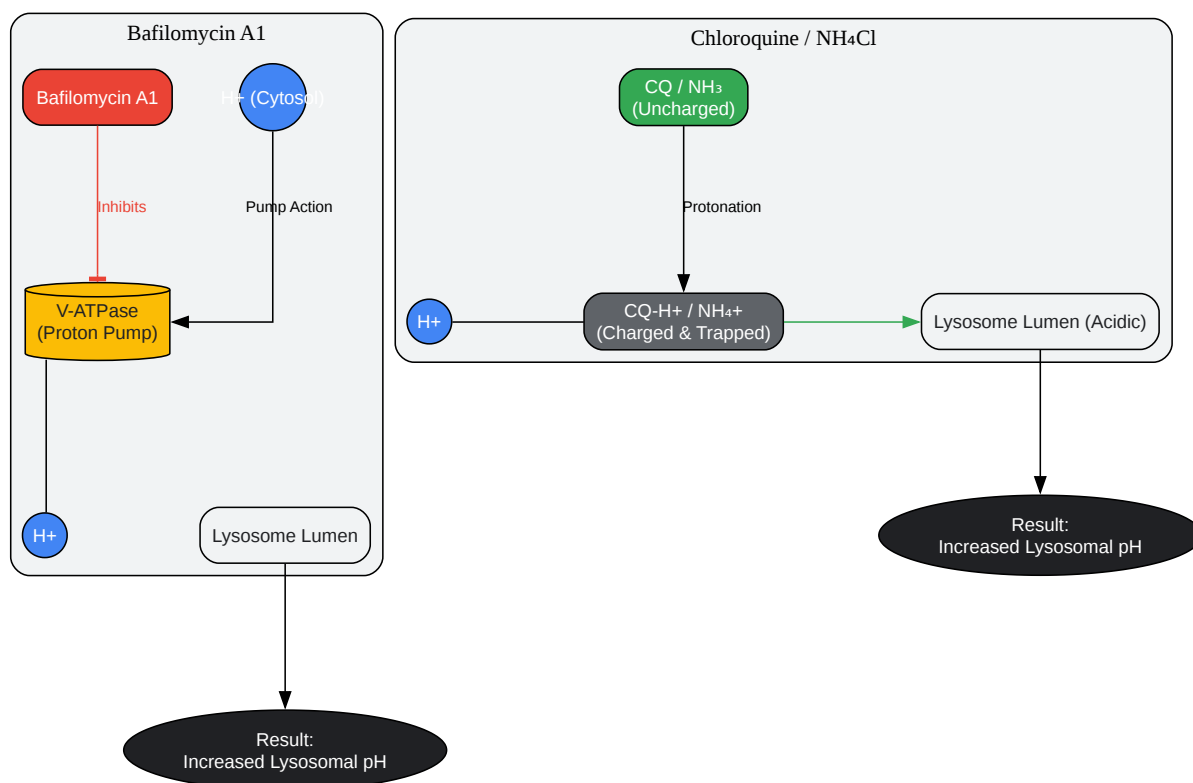 Bafilomycin A1
Bafilomycin A1
H+ (Cytosol)
Inhibits
Pump Action
V-ATPase
(Proton Pump)
H+
Lysosome Lumen
Result:
Increased Lysosomal pH
Chloroquine / NH₄Cl
CQ / NH₃
(Uncharged)
Protonation
H+
CQ-H+ / NH₄+
(Charged & Trapped)
Lysosome Lumen (Acidic)
Result:
Increased Lysosomal pH